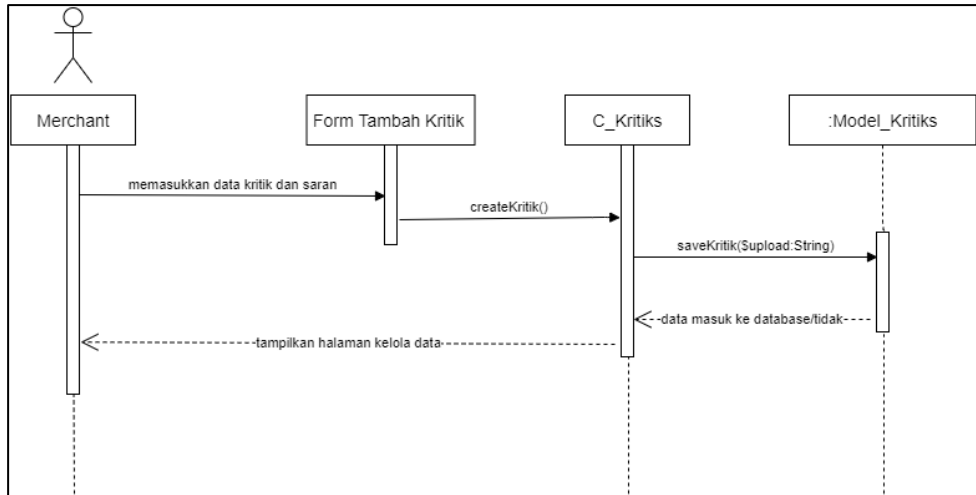 Merchant
Form Tambah Kritik
C_Kritiks
:Model_Kritiks
memasukkan data kritik dan saran
createKritik()
saveKritik($upload:String)
data masuk ke database/tidak
tampilkan halaman kelola data